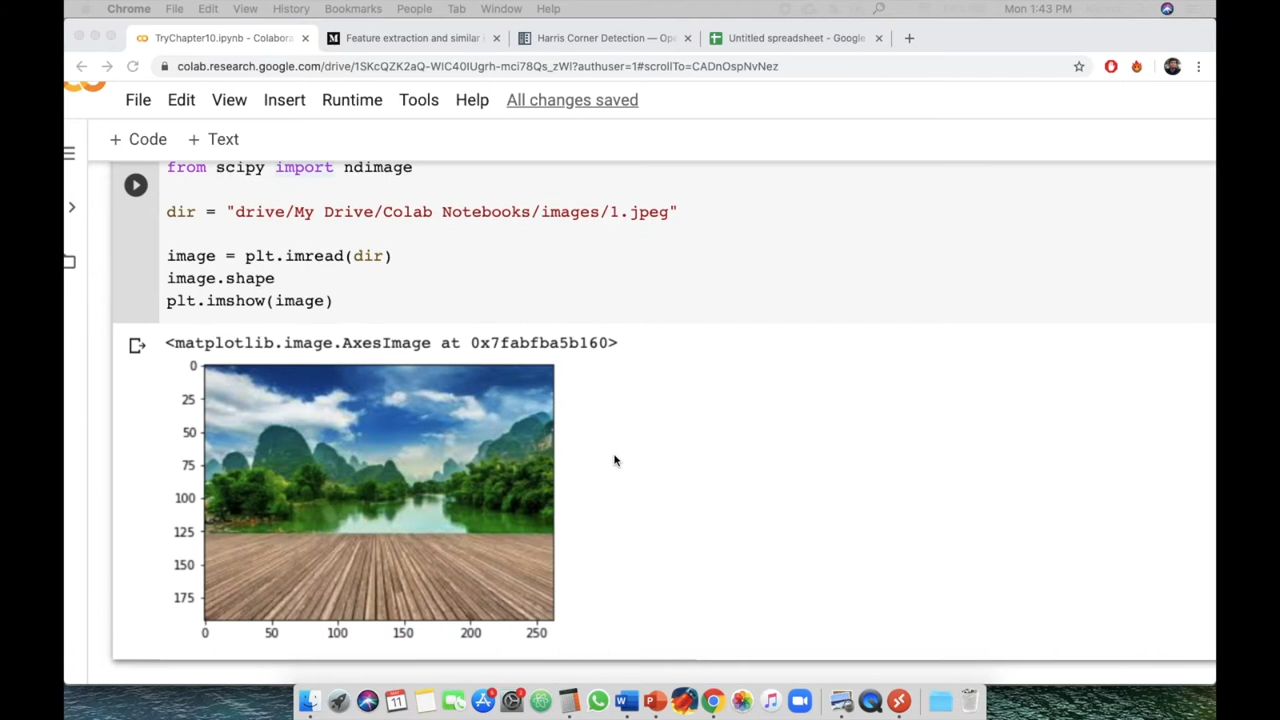 Chrome File Edit View History Bookmarks People Tab Window Help Mon 1:43 PM
TryChapter10.ipynb - Colabora Feature extraction and similar i Harris Corner Detection — Ope Untitled spreadsheet - Google
colab.research.google.com/drive/1SKcQZK2aQ-WIC40IUgrh-mci78Qs_zWl?authuser=1#scrollTo=CADnOspNvNez
File Edit View Insert Runtime Tools Help All changes saved
+ Code + Text
from scipy import ndimage
dir = "drive/My Drive/Colab Notebooks/images/1.jpeg"
image = plt.imread(dir)
image.shape
plt.imshow(image)
<matplotlib.image.AxesImage at 0x7fabfba5b160>
0
25
50
75
100
125
150
175
0 50 100 150 200 250